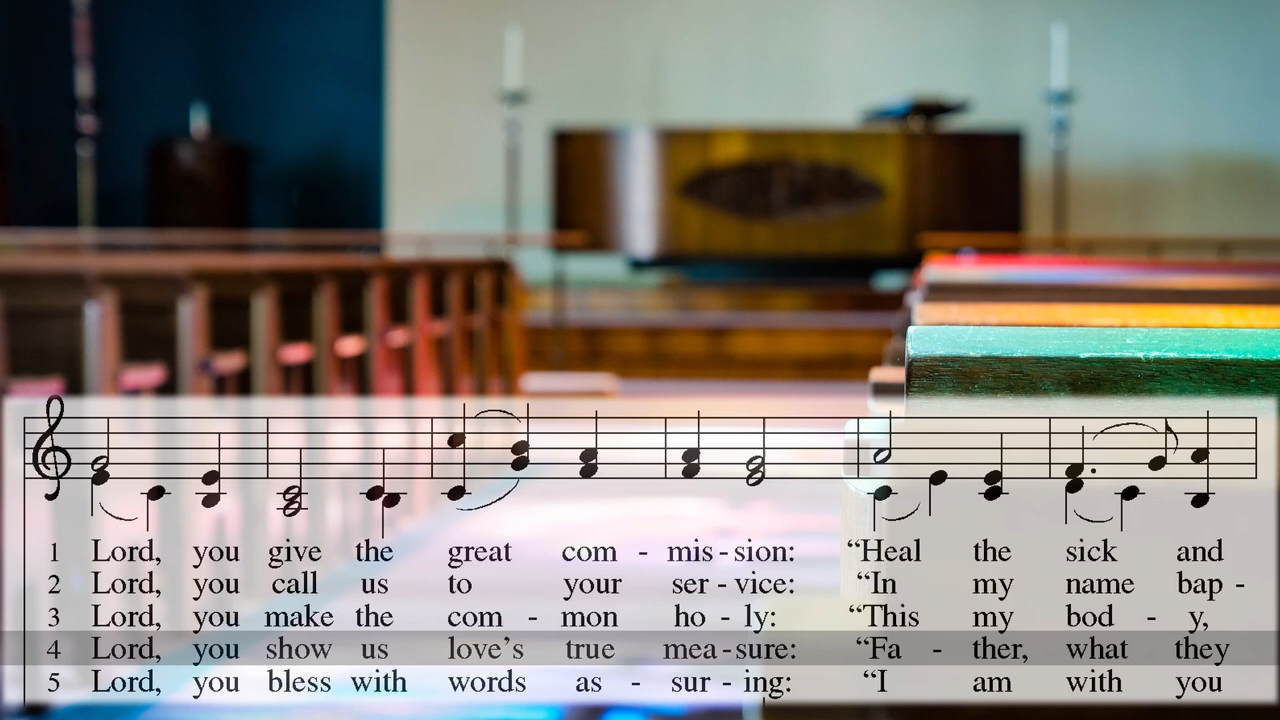 1 Lord, you give the great com - mis - sion: “Heal the sick and
2 Lord, you call us to your ser - vice: “In my name bap -
3 Lord, you make the com - mon ho - ly: “This my bod - y,
4 Lord, you show us love’s true mea - sure: “Fa - ther, what they
5 Lord, you bless with words as - sur - ing: “I am with you